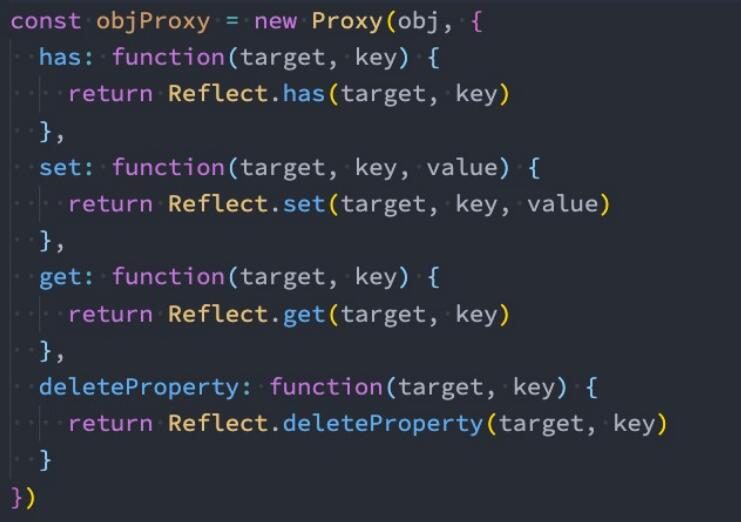 const objProxy = new Proxy(obj, {
  has: function(target, key) {
    return Reflect.has(target, key)
  },
  set: function(target, key, value) {
    return Reflect.set(target, key, value)
  },
  get: function(target, key) {
    return Reflect.get(target, key)
  },
  deleteProperty: function(target, key) {
    return Reflect.deleteProperty(target, key)
  }
})